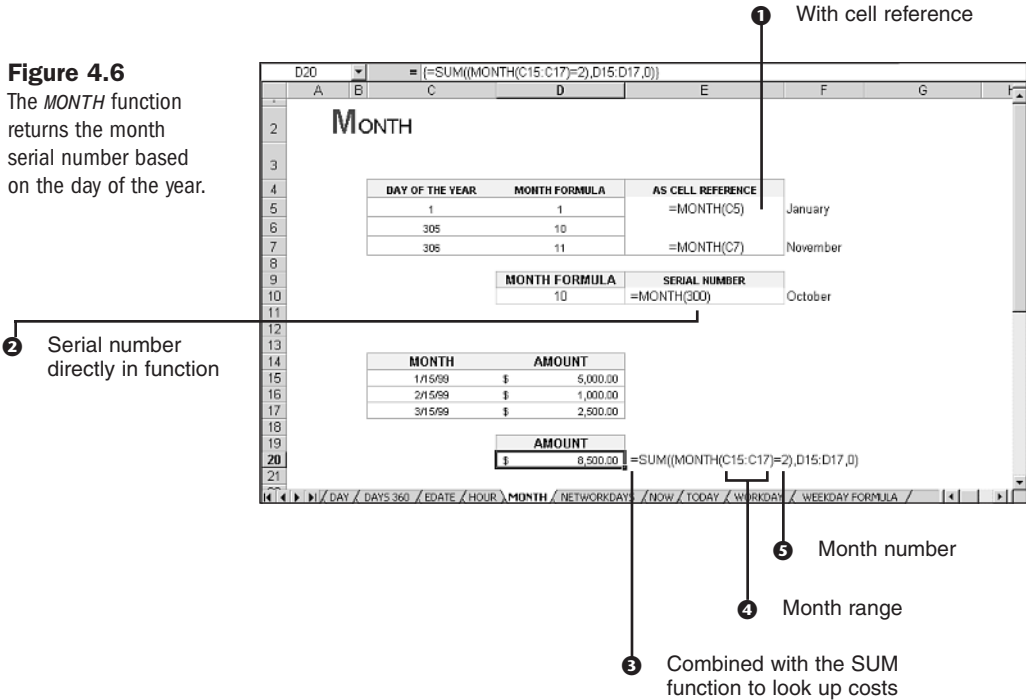 ❶ With cell reference
Figure 4.6
The MONTH function
returns the month
serial number based
on the day of the year.
D20 = {=SUM((MONTH(C15:C17)=2),D15:D17,0)}
A B C D E F G
2 MONTH
3
4 DAY OF THE YEAR MONTH FORMULA AS CELL REFERENCE
5 1 1 =MONTH(C5) January
6 305 10
7 306 11 =MONTH(C7) November
8
9 MONTH FORMULA SERIAL NUMBER
10 10 =MONTH(300) October
11
12
13
14 MONTH AMOUNT
15 1/15/99 $ 5,000.00
16 2/15/99 $ 1,000.00
17 3/15/99 $ 2,500.00
18
19 AMOUNT
20 $ 8,500.00 =SUM((MONTH(C15:C17)=2),D15:D17,0)
21
DAY / DAYS 360 / EDATE / HOUR \ MONTH / NETWORKDAYS / NOW / TODAY / WORKDAY / WEEKDAY FORMULA /
❷ Serial number
directly in function
❺ Month number
❹ Month range
❸ Combined with the SUM
function to look up costs